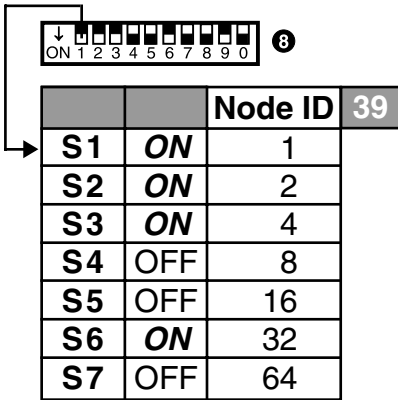 ↓
ON 1 2 3 4 5 6 7 8 9 0 8
Node ID 39
S1 ON 1
S2 ON 2
S3 ON 4
S4 OFF 8
S5 OFF 16
S6 ON 32
S7 OFF 64